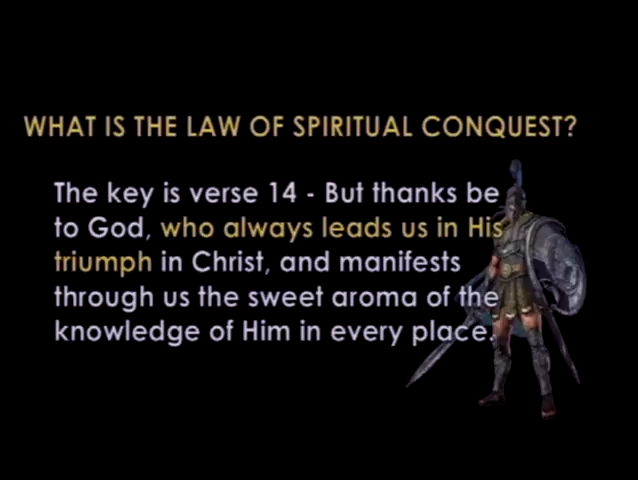 WHAT IS THE LAW OF SPIRITUAL CONQUEST?
The key is verse 14 - But thanks be
to God, who always leads us in His
triumph in Christ, and manifests
through us the sweet aroma of the
knowledge of Him in every place.